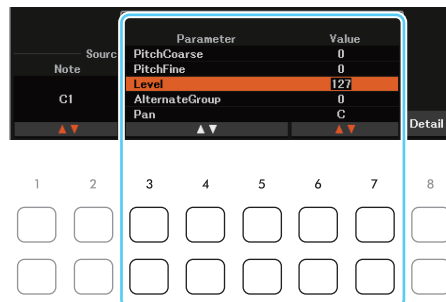 Parameter Value
Sourc
PitchCoarse 0
Note PitchFine 0
Level 127
C1 AlternateGroup 0
Pan C
Detail
1 2 3 4 5 6 7 8